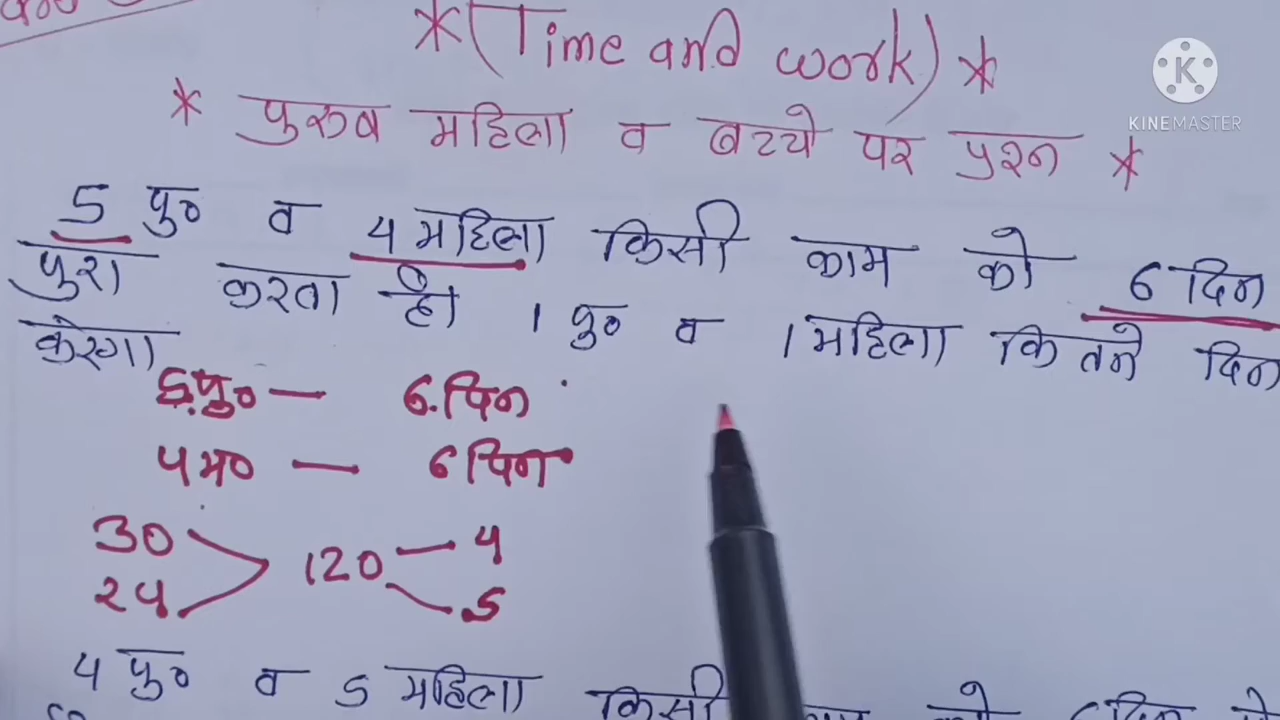 *(Time and work)*
KINEMASTER
* पुरुष महिला व बच्चे पर प्रश्न *
5 पु० व 4 महिला किसी काम को 6 दिन
पुरा करता है। 1 पु० व 1 महिला कितने दिन
करेगा
5 पु० — 6 दिन
4 म० — 6 दिन
30
120 — 4
24
5
4 पु० व 5 महिला किसी को 6 दिन